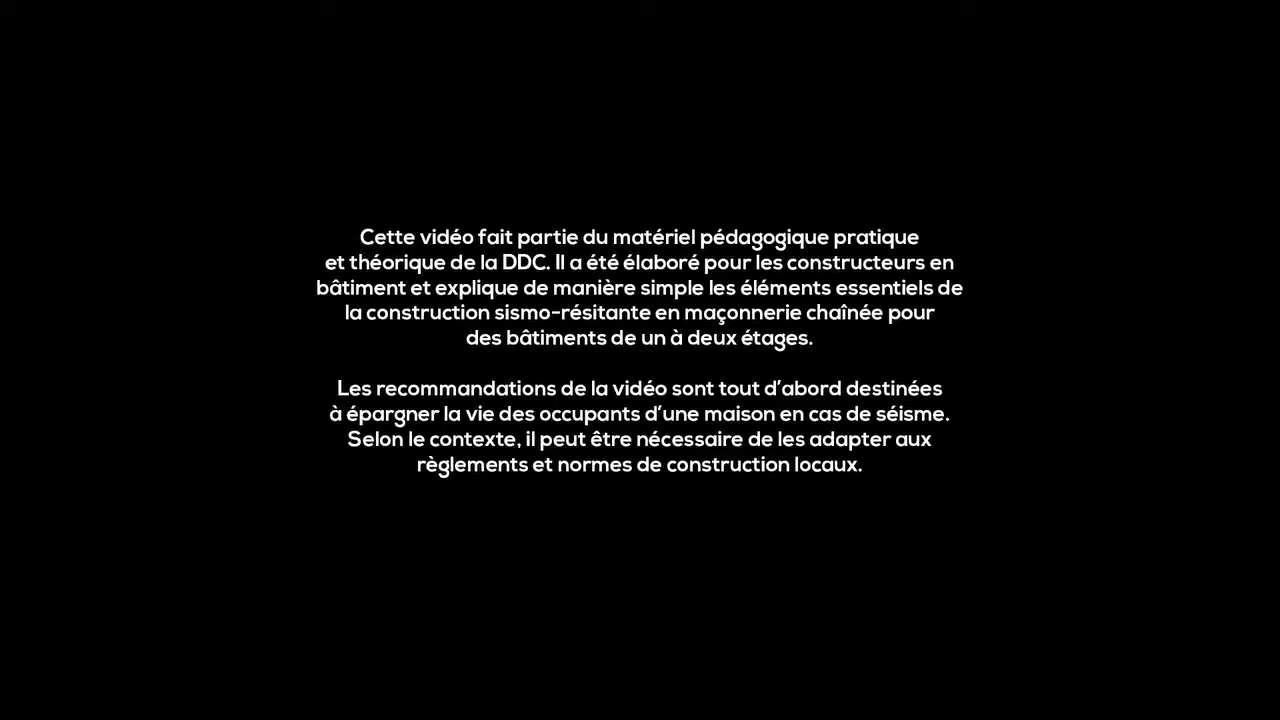 Cette vidéo fait partie du matériel pédagogique pratique
et théorique de la DDC. Il a été élaboré pour les constructeurs en
bâtiment et explique de manière simple les éléments essentiels de
la construction sismo-résitante en maçonnerie chaînée pour
des bâtiments de un à deux étages.
Les recommandations de la vidéo sont tout d'abord destinées
à épargner la vie des occupants d'une maison en cas de séisme.
Selon le contexte, il peut être nécessaire de les adapter aux
règlements et normes de construction locaux.